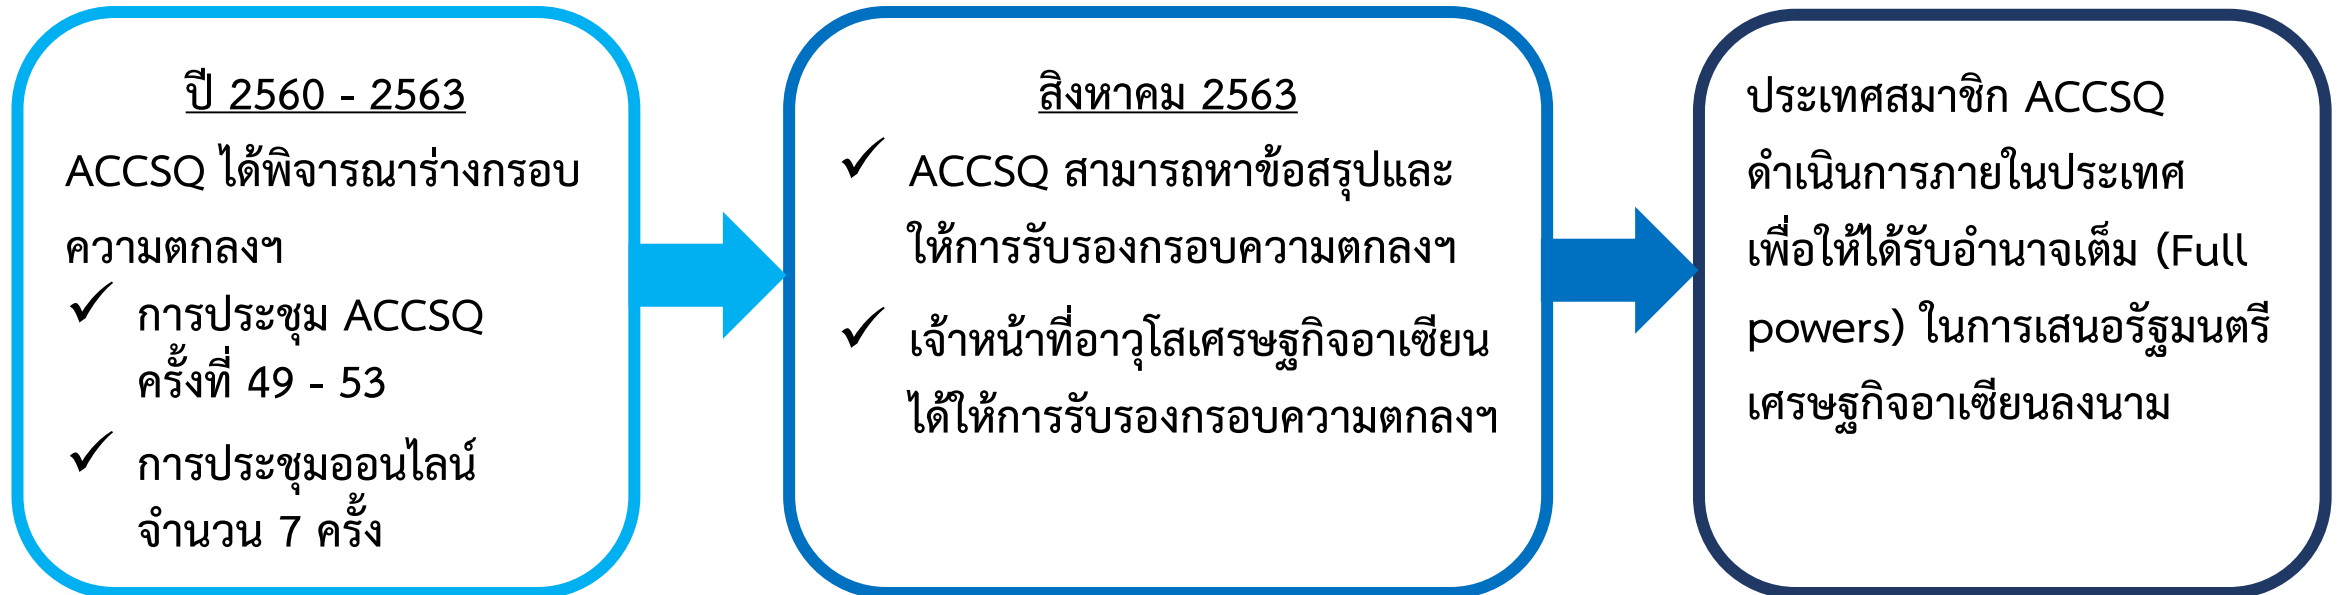 ปี 2560 - 2563
ACCSQ ได้พิจารณาร่างกรอบ
ความตกลงฯ
✓ การประชุม ACCSQ
ครั้งที่ 49 - 53
✓ การประชุมออนไลน์
จำนวน 7 ครั้ง
สิงหาคม 2563
✓ ACCSQ สามารถหาข้อสรุปและ
ให้การรับรองกรอบความตกลงฯ
✓ เจ้าหน้าที่อาวุโสเศรษฐกิจอาเซียน
ได้ให้การรับรองกรอบความตกลงฯ
ประเทศสมาชิก ACCSQ
ดำเนินการภายในประเทศ
เพื่อให้ได้รับอำนาจเต็ม (Full
powers) ในการเสนอรัฐมนตรี
เศรษฐกิจอาเซียนลงนาม